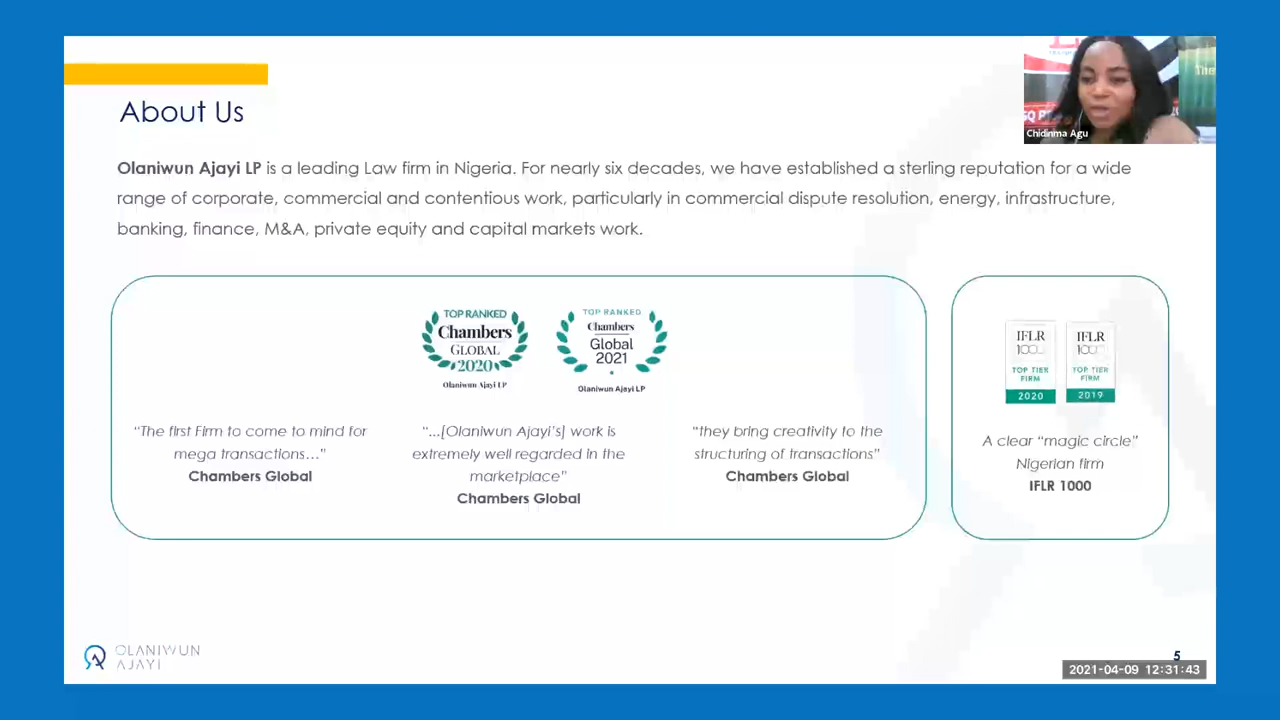 About Us
Chidinma Agu
Olaniwun Ajayi LP is a leading Law firm in Nigeria. For nearly six decades, we have established a sterling reputation for a wide
range of corporate, commercial and contentious work, particularly in commercial dispute resolution, energy, infrastructure,
banking, finance, M&A, private equity and capital markets work.
TOP RANKED
Chambers
GLOBAL
2020
Olaniwun Ajayi LP
TOP RANKED
Chambers
Global
2021
Olaniwun Ajayi LP
"The first Firm to come to mind for
mega transactions..."
Chambers Global
"...[Olaniwun Ajayi's] work is
extremely well regarded in the
marketplace"
Chambers Global
"they bring creativity to the
structuring of transactions"
Chambers Global
IFLR
1000
TOP TIER
FIRM
2020
IFLR
1000
TOP TIER
FIRM
2019
A clear "magic circle"
Nigerian firm
IFLR 1000
OLANIWUN
AJAYI
5
2021-04-09 12:31:43